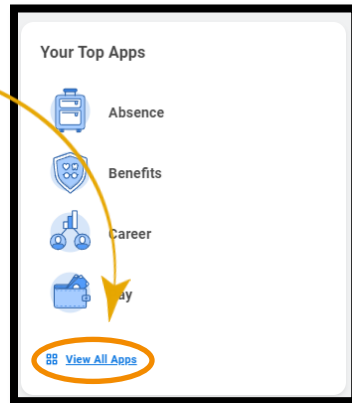 Your Top Apps
Absence
Benefits
Career
ay
View All Apps